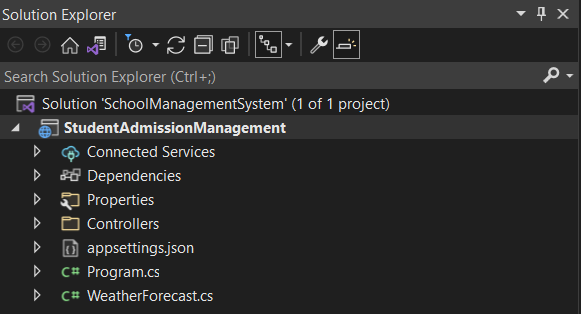 Solution Explorer
Search Solution Explorer (Ctrl+;)
Solution 'SchoolManagementSystem' (1 of 1 project)
StudentAdmissionManagement
Connected Services
Dependencies
Properties
Controllers
appsettings.json
C# Program.cs
C# WeatherForecast.cs